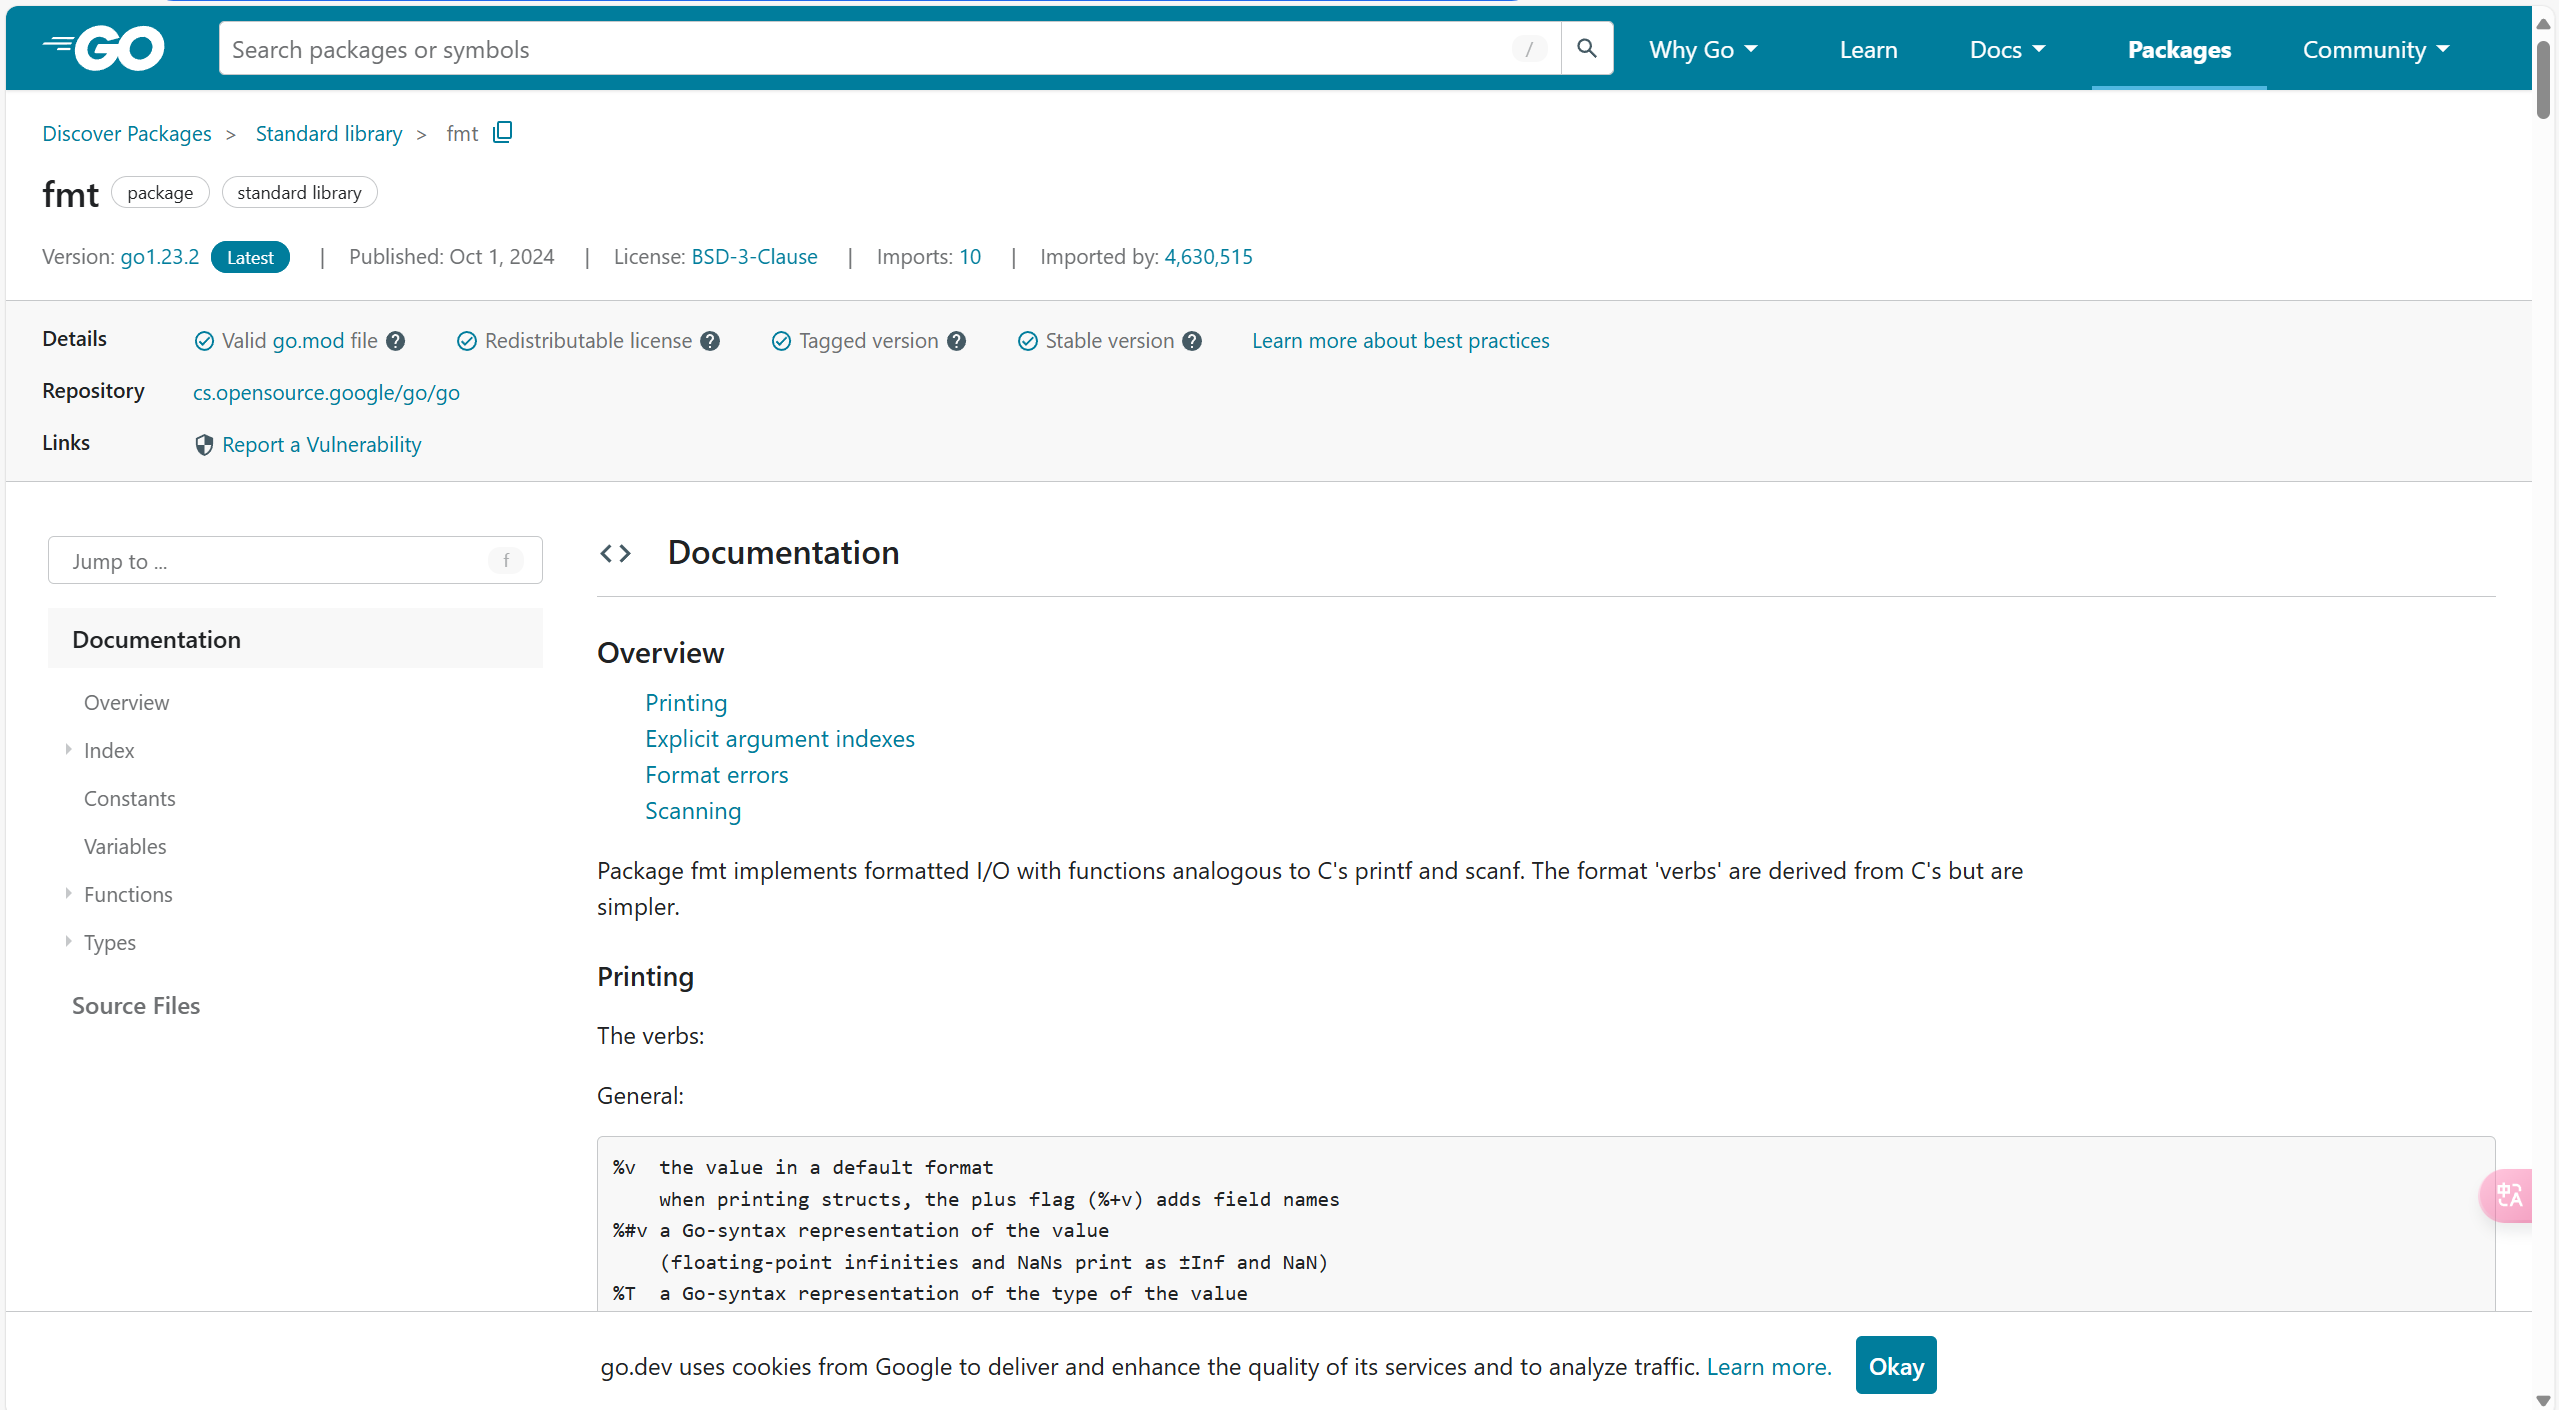 GO
Search packages or symbols /
Why Go
Learn
Docs
Packages
Community
Discover Packages > Standard library > fmt
fmt package standard library
Version: go1.23.2 Latest | Published: Oct 1, 2024 | License: BSD-3-Clause | Imports: 10 | Imported by: 4,630,515
Details Valid go.mod file ? Redistributable license ? Tagged version ? Stable version ? Learn more about best practices
Repository cs.opensource.google/go/go
Links Report a Vulnerability
Jump to ... f
Documentation
Overview
Index
Constants
Variables
Functions
Types
Source Files
<> Documentation
Overview
Printing
Explicit argument indexes
Format errors
Scanning
Package fmt implements formatted I/O with functions analogous to C's printf and scanf. The format 'verbs' are derived from C's but are
simpler.
Printing
The verbs:
General:
%v the value in a default format
when printing structs, the plus flag (%+v) adds field names
%#v a Go-syntax representation of the value
(floating-point infinities and NaNs print as ±Inf and NaN)
%T a Go-syntax representation of the type of the value
中A
go.dev uses cookies from Google to deliver and enhance the quality of its services and to analyze traffic. Learn more. Okay